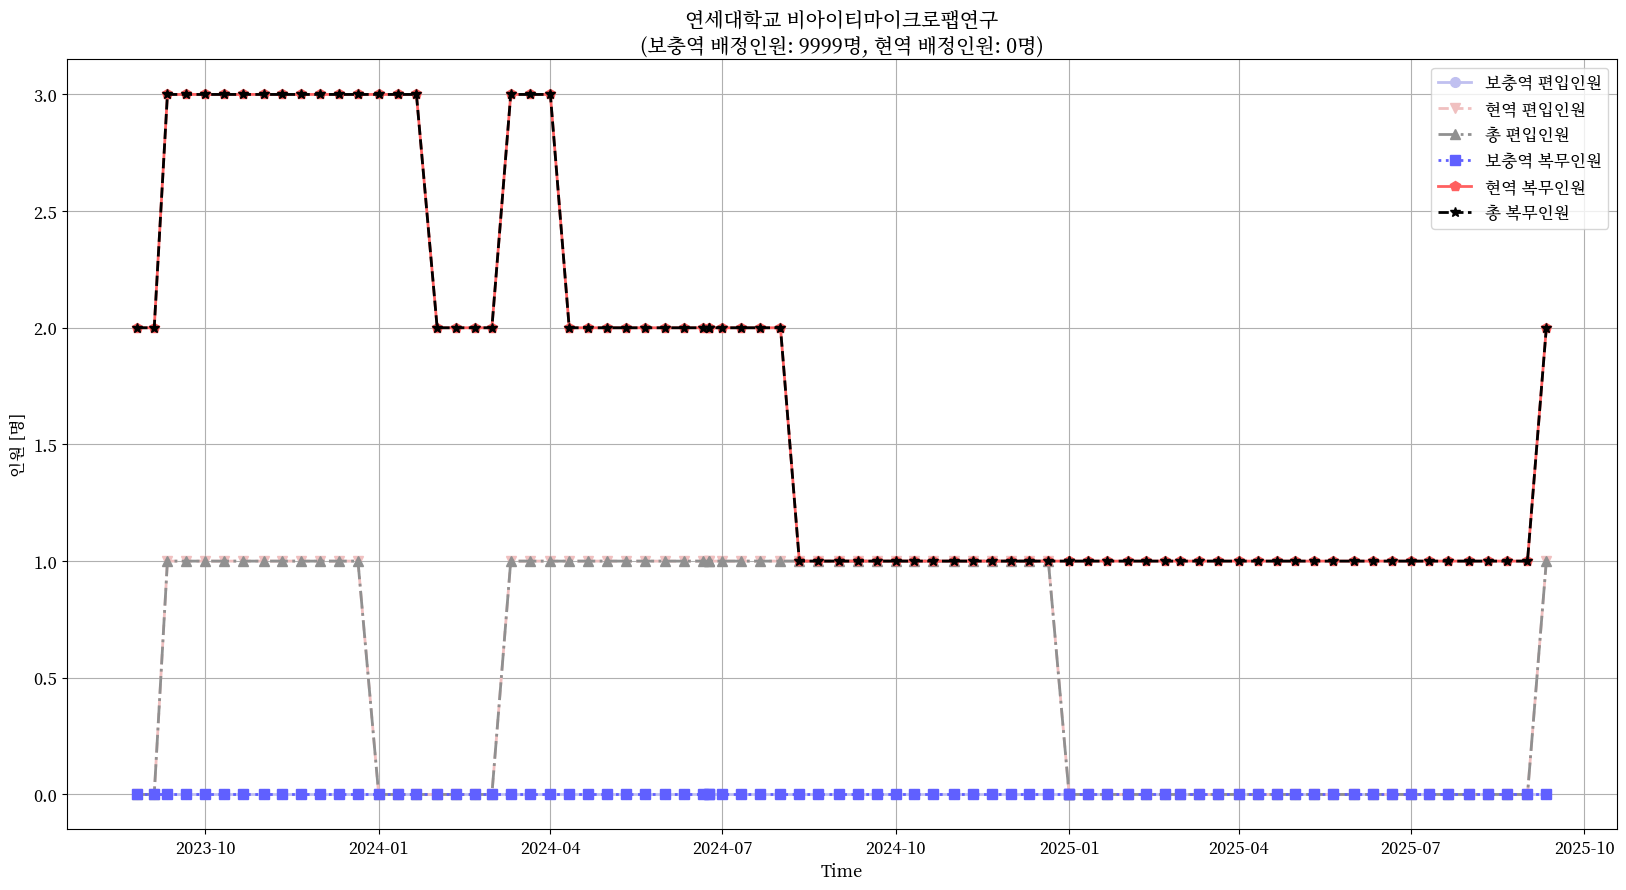 연세대학교 비아이티마이크로팹연구
(보충역 배정인원: 9999명, 현역 배정인원: 0명)
보충역 편입인원
현역 편입인원
총 편입인원
보충역 복무인원
현역 복무인원
총 복무인원
3.0
2.5
2.0
1.5
1.0
0.5
0.0
인원 [명]
2023-10
2024-01
2024-04
2024-07
2024-10
2025-01
2025-04
2025-07
2025-10
Time